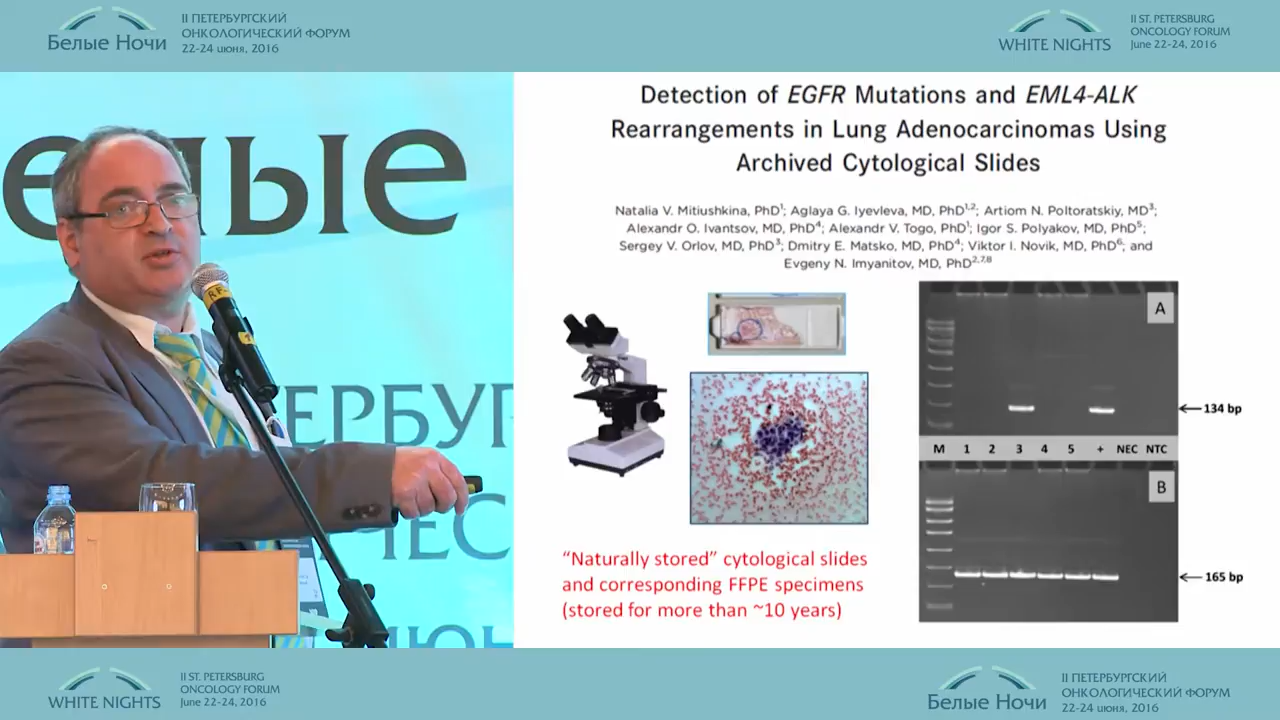 Белые Ночи
II ПЕТЕРБУРГСКИЙ
ОНКОЛОГИЧЕСКИЙ ФОРУМ
22-24 июня, 2016
WHITE NIGHTS
II ST. PETERSBURG
ONCOLOGY FORUM
June 22-24, 2016
елые
ЕРБУРГ
ЧЕС
ИЮН
Detection of EGFR Mutations and EML4-ALK
Rearrangements in Lung Adenocarcinomas Using
Archived Cytological Slides
Natalia V. Mitiushkina, PhD¹; Aglaya G. Iyevleva, MD, PhD¹,²; Artiom N. Poltoratskiy, MD³;
Alexandr O. Ivantsov, MD, PhD⁴; Alexandr V. Togo, PhD¹; Igor S. Polyakov, MD, PhD⁵;
Sergey V. Orlov, MD, PhD³; Dmitry E. Matsko, MD, PhD⁴; Viktor I. Novik, MD, PhD⁶; and
Evgeny N. Imyanitov, MD, PhD²,⁷,⁸
A
134 bp
M 1 2 3 4 5 + NEC NTC
B
165 bp
“Naturally stored” cytological slides
and corresponding FFPE specimens
(stored for more than ~10 years)
WHITE NIGHTS
II ST. PETERSBURG
ONCOLOGY FORUM
June 22-24, 2016
Белые Ночи
II ПЕТЕРБУРГСКИЙ
ОНКОЛОГИЧЕСКИЙ ФОРУМ
22-24 июня, 2016